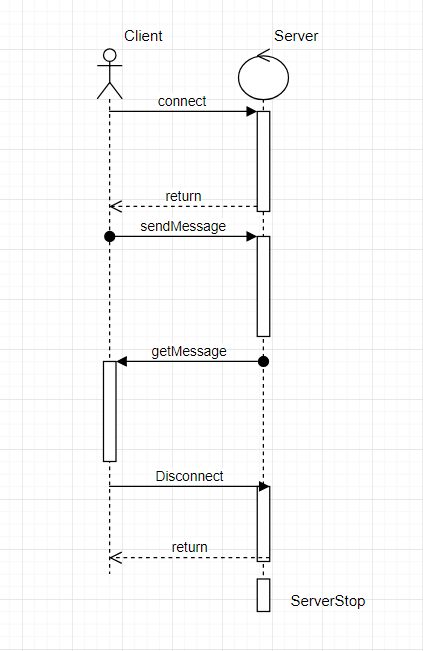 Client
Server
connect
return
sendMessage
getMessage
Disconnect
return
ServerStop